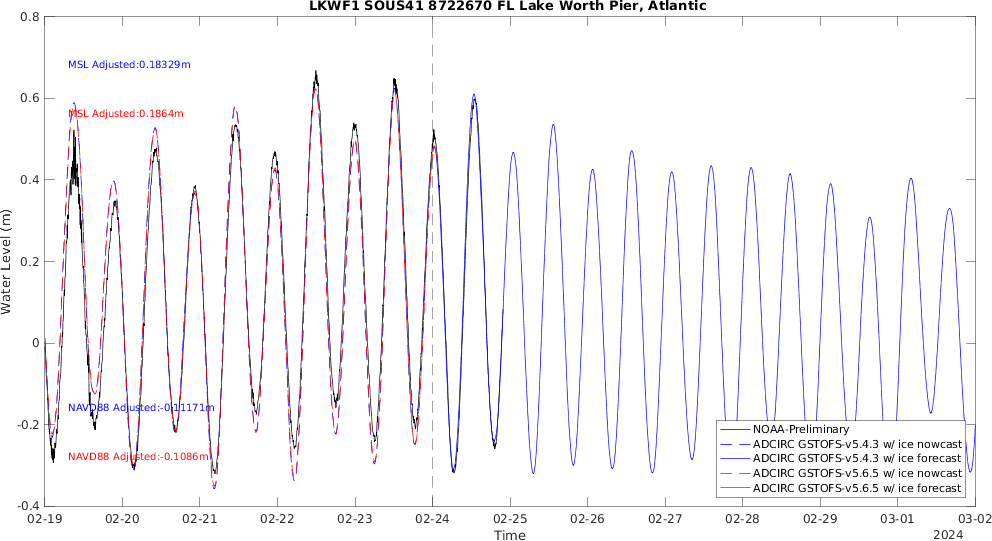 LKWF1 SOUS41 8722670 FL Lake Worth Pier, Atlantic
0.8
0.6
0.4
0.2
0
-0.2
-0.4
Water Level (m)
MSL Adjusted:0.18329m
MSL Adjusted:0.1864m
NAVD88 Adjusted:-0.11171m
NAVD88 Adjusted:-0.1086m
NOAA-Preliminary
ADCIRC GSTOFS-v5.4.3 w/ ice nowcast
ADCIRC GSTOFS-v5.4.3 w/ ice forecast
ADCIRC GSTOFS-v5.6.5 w/ ice nowcast
ADCIRC GSTOFS-v5.6.5 w/ ice forecast
02-19 02-20 02-21 02-22 02-23 02-24 02-25 02-26 02-27 02-28 02-29 03-01 03-02
Time
2024